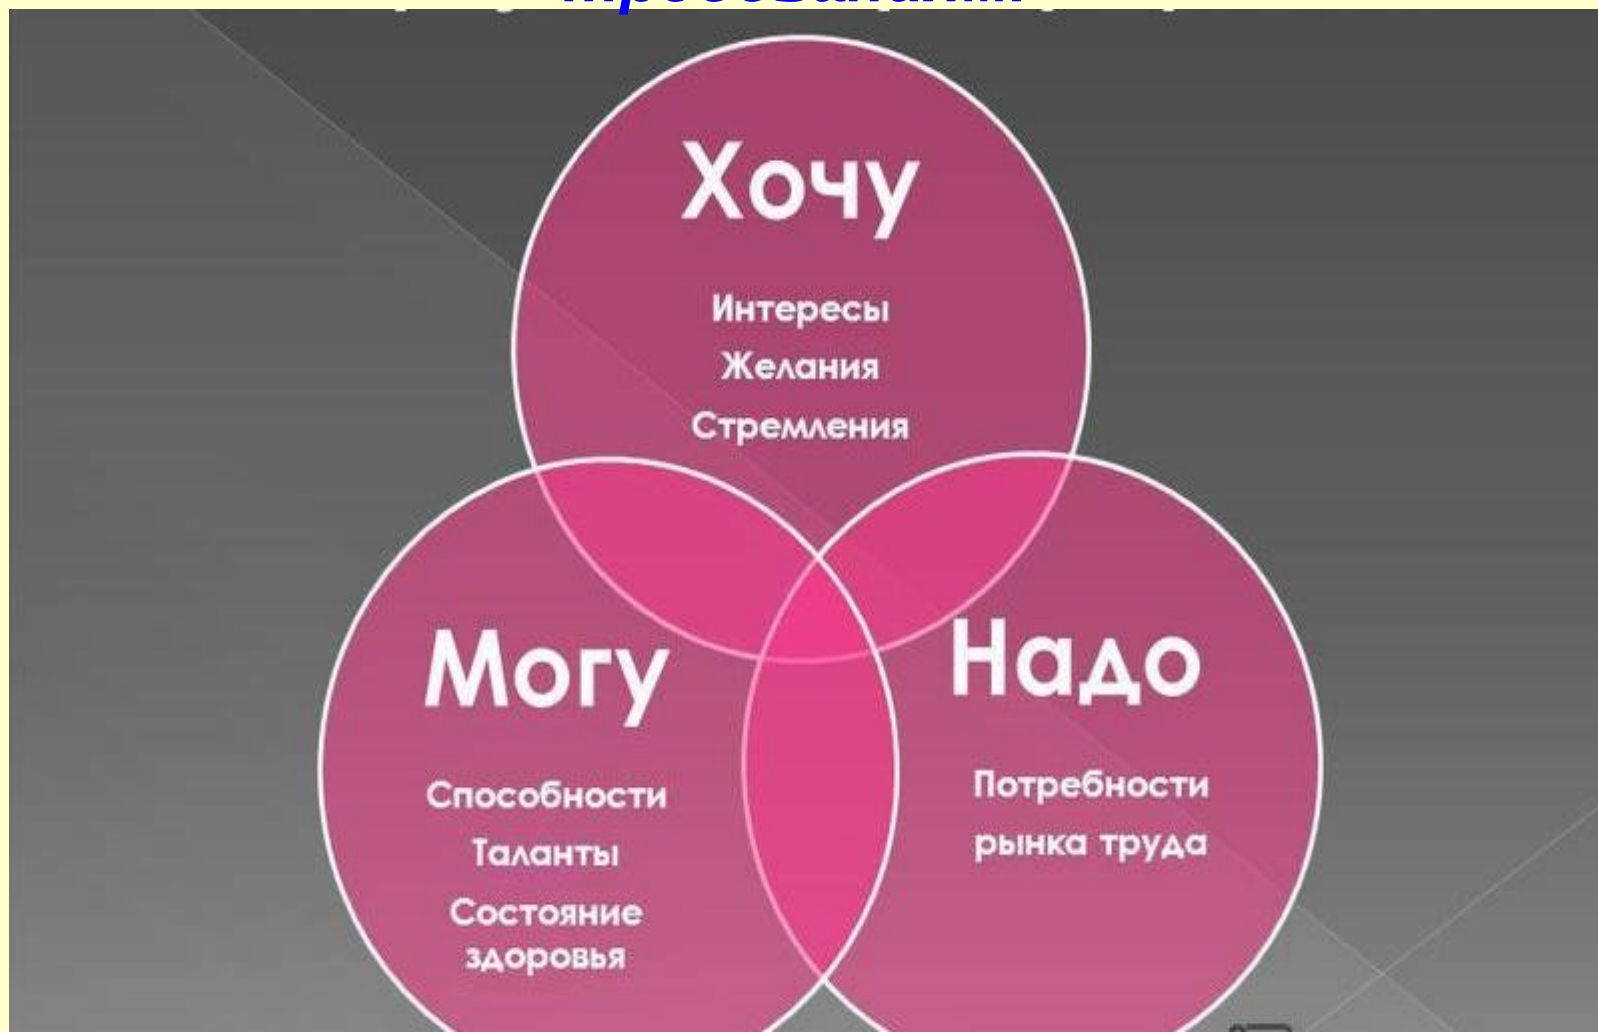 Хочу
Интересы
Желания
Стремления
Могу
Способности
Таланты
Состояние
здоровья
Надо
Потребности
рынка труда